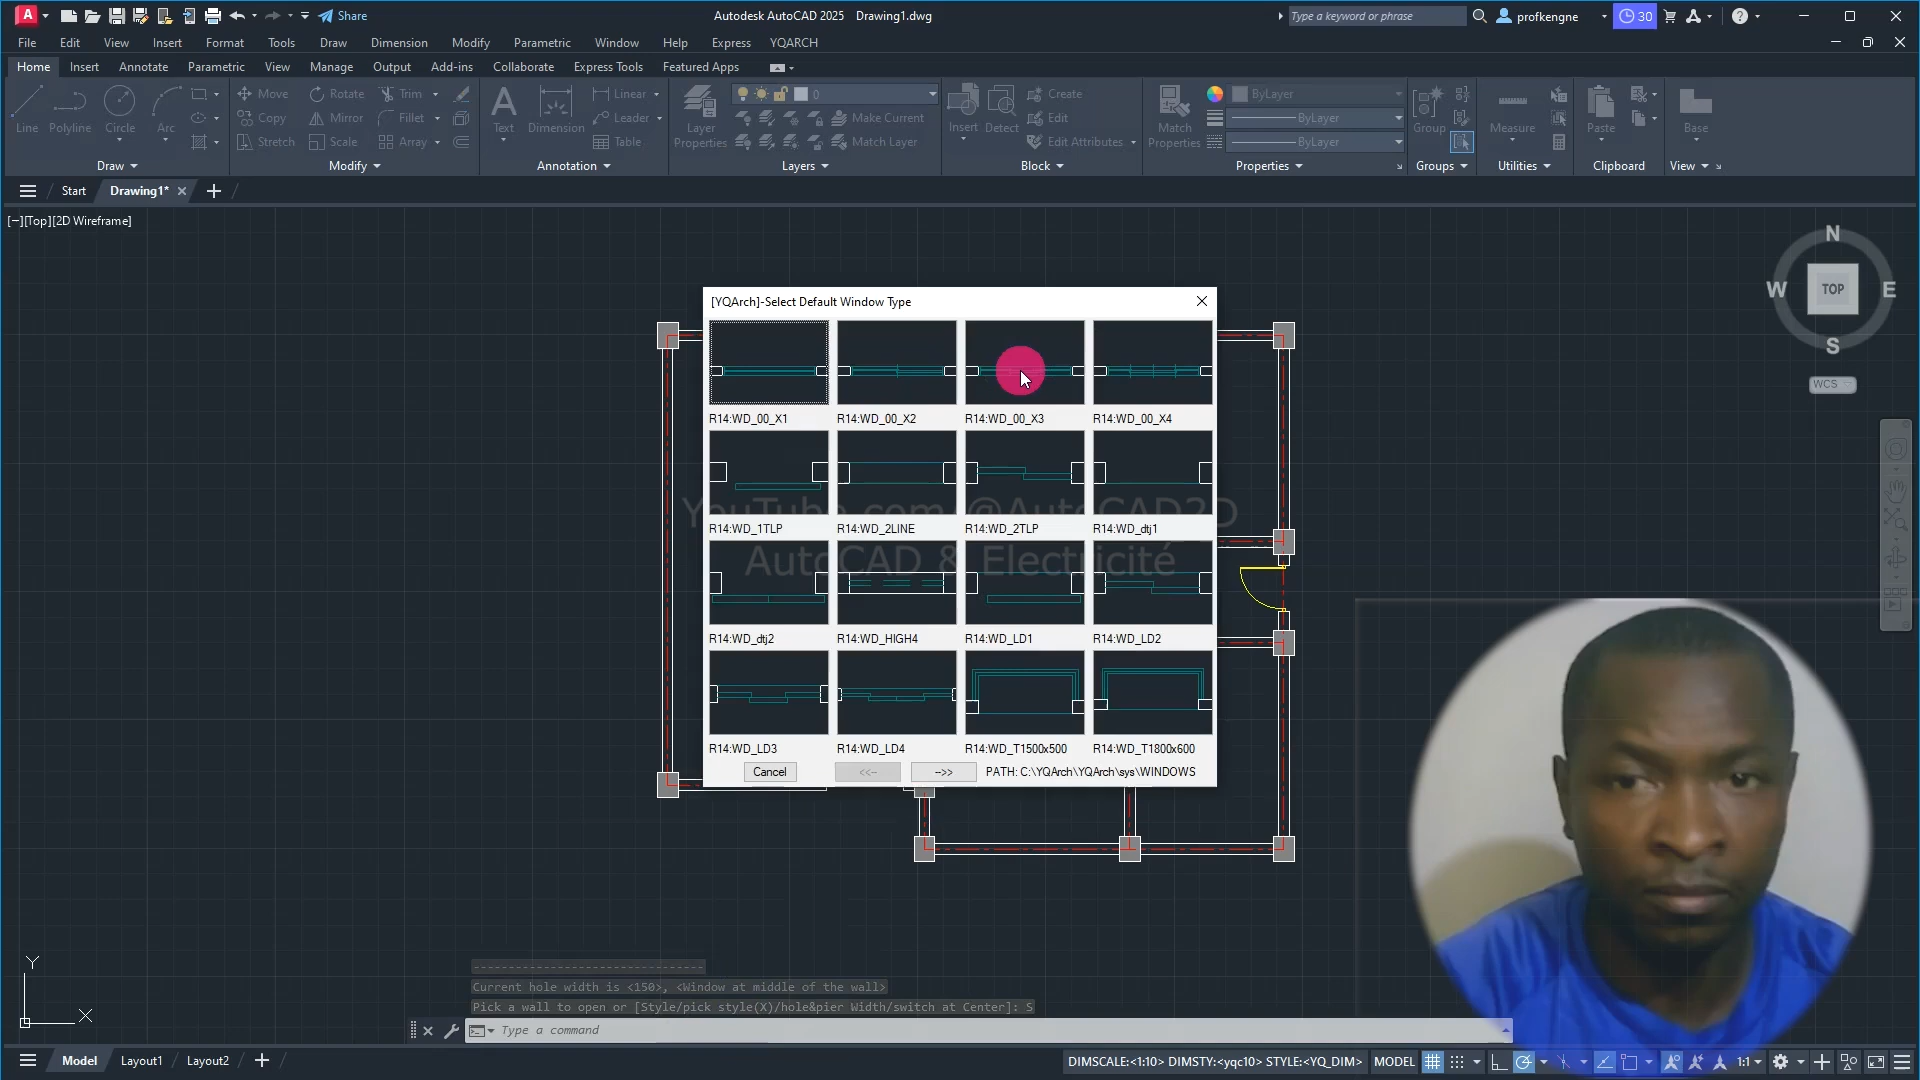 Share
Autodesk AutoCAD 2025 Drawing1.dwg
Type a keyword or phrase
profkengne
30
File Edit View Insert Format Tools Draw Dimension Modify Parametric Window Help Express YQARCH
Home Insert Annotate Parametric View Manage Output Add-ins Collaborate Express Tools Featured Apps
Line Polyline Circle Arc
Move Rotate Trim
Copy Mirror Fillet
Stretch Scale Array
Text Dimension
Linear
Leader
Table
Layer Properties
0
Make Current
Match Layer
Insert Detect
Create
Edit
Edit Attributes
Match Properties
ByLayer
ByLayer
ByLayer
Group
Measure
Paste
Base
Draw Modify Annotation Layers Block Properties Groups Utilities Clipboard View
Start Drawing1*
[–][Top][2D Wireframe]
N
W TOP E
S
WCS
[YQArch]-Select Default Window Type
R14:WD_00_X1 R14:WD_00_X2 R14:WD_00_X3 R14:WD_00_X4
YouTube.com @AutoCAD2D
R14:WD_1TLP R14:WD_2LINE R14:WD_2TLP R14:WD_dtj1
AutoCAD & Electricité
R14:WD_dtj2 R14:WD_HIGH4 R14:WD_LD1 R14:WD_LD2
R14:WD_LD3 R14:WD_LD4 R14:WD_T1500x500 R14:WD_T1800x600
Cancel <<-- -->> PATH: C:\YQArch\YQArch\sys\WINDOWS
Y
X
--------------------------------
Current hole width is <150>, <Window at middle of the wall>
Pick a wall to open or [Style/pick style(X)/hole&pier Width/switch at Center]: S
Type a command
Model Layout1 Layout2
DIMSCALE:<1:10> DIMSTY:<yqc10> STYLE:<YQ_DIM> MODEL
1:1